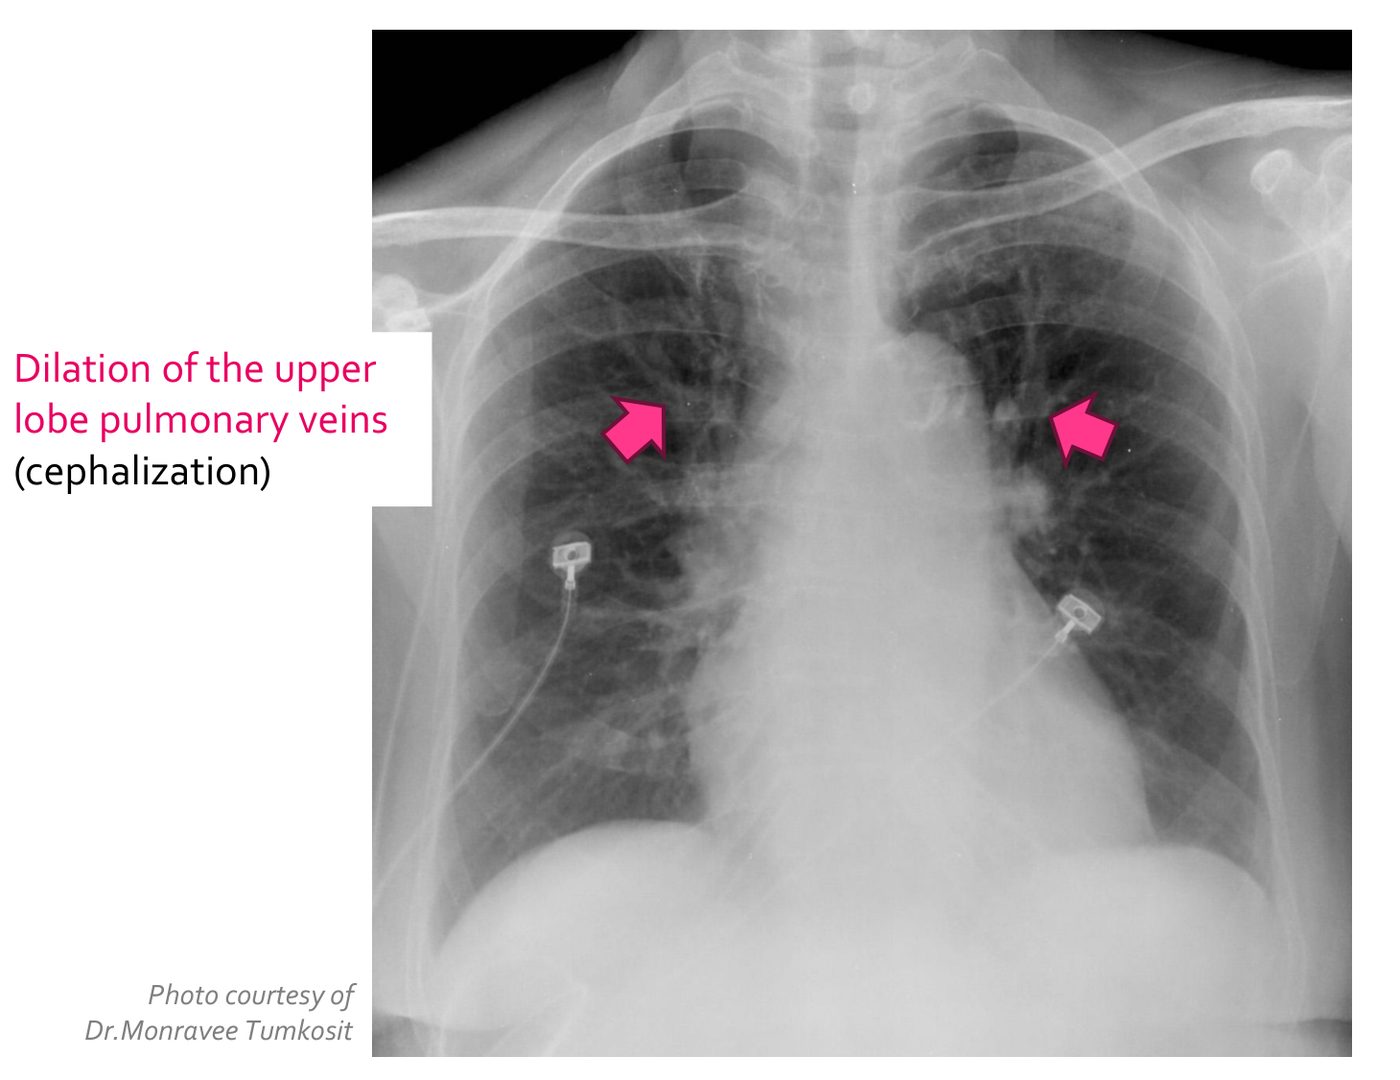 Dilation of the upper
lobe pulmonary veins
(cephalization)
Photo courtesy of
Dr.Monravee Tumkosit